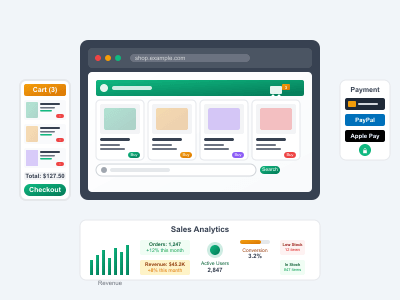 shop.example.com
Cart (3)
Total: $127.50
Checkout
3
Buy
Buy
Buy
Buy
Search
Payment
PayPal
Apple Pay
Sales Analytics
Revenue
Orders: 1,247
+12% this month
Revenue: $45.2K
+8% this month
Active Users
2,847
Conversion
3.2%
Low Stock
12 items
In Stock
847 items